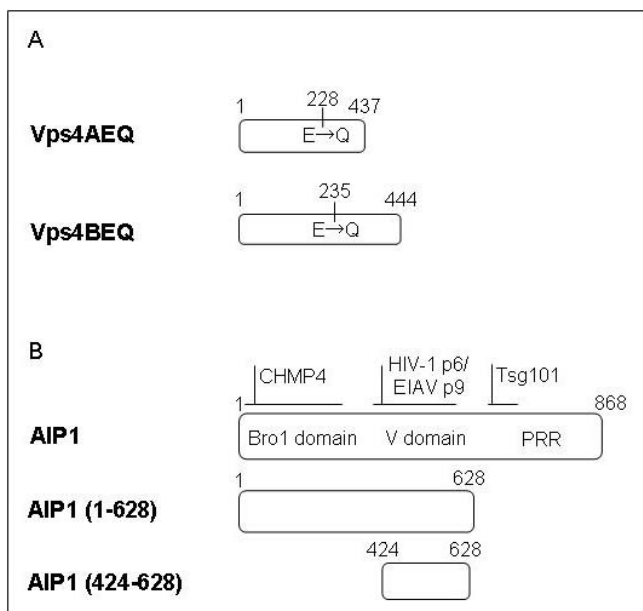 A
1 228 437
Vps4AEQ
E→Q
1 235 444
Vps4BEQ
E→Q
B
CHMP4
HIV-1 p6/
EIAV p9
Tsg101
1 868
AIP1
Bro1 domain V domain PRR
1 628
AIP1 (1-628)
424 628
AIP1 (424-628)